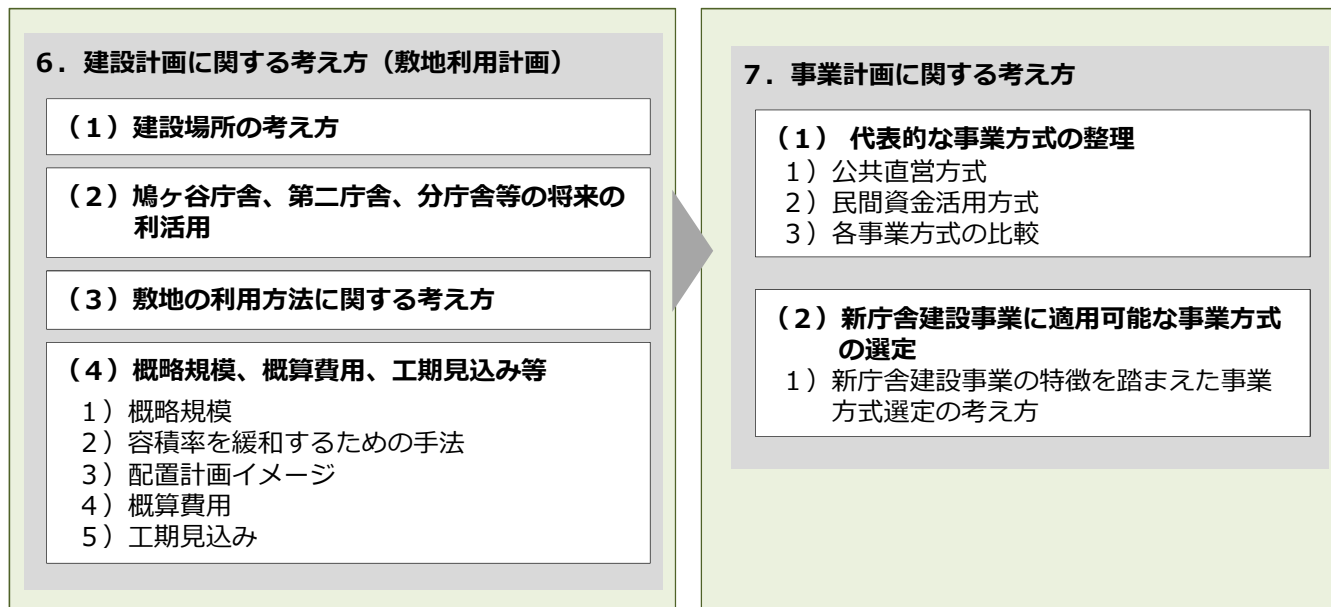 ６．建設計画に関する考え方（敷地利用計画）
（１）建設場所の考え方
（２）鳩ヶ谷庁舎、第二庁舎、分庁舎等の将来の
利活用
（３）敷地の利用方法に関する考え方
（４）概略規模、概算費用、工期見込み等
１）概略規模
２）容積率を緩和するための手法
３）配置計画イメージ
４）概算費用
５）工期見込み
７．事業計画に関する考え方
（１） 代表的な事業方式の整理
１）公共直営方式
２）民間資金活用方式
３）各事業方式の比較
（２）新庁舎建設事業に適用可能な事業方式
の選定
１）新庁舎建設事業の特徴を踏まえた事業
方式選定の考え方